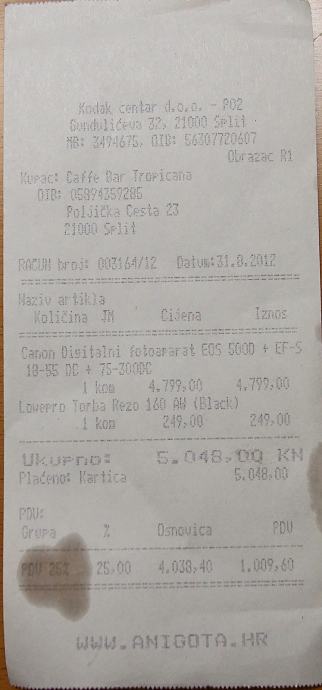 Kodak centar d.o.o. - P02
Gundulićeva 32, 21000 Split
MB: 3494675, OIB: 56307720607
Obrazac R1
Kupac: Caffe Bar Tropicana
OIB: 05894359285
Poljička Cesta 23
21000 Split
RAČUN broj: 003164/12 Datum:31.8.2012
Naziv artikla
Količina JM Cijena Iznos
Canon Digitalni fotoaparat EOS 500D + EF-S
18-55 DC + 75-300DC
1 kom 4.799,00 4.799,00
Lowepro Torba Rezo 160 AW (Black)
1 kom 249,00 249,00
Ukupno: 5.048,00 KN
Plaćeno: Kartica 5.048,00
PDV:
Grupa % Osnovica PDV
PDV 25% 25,00 4.038,40 1.009,60
WWW.ANIGOTA.HR